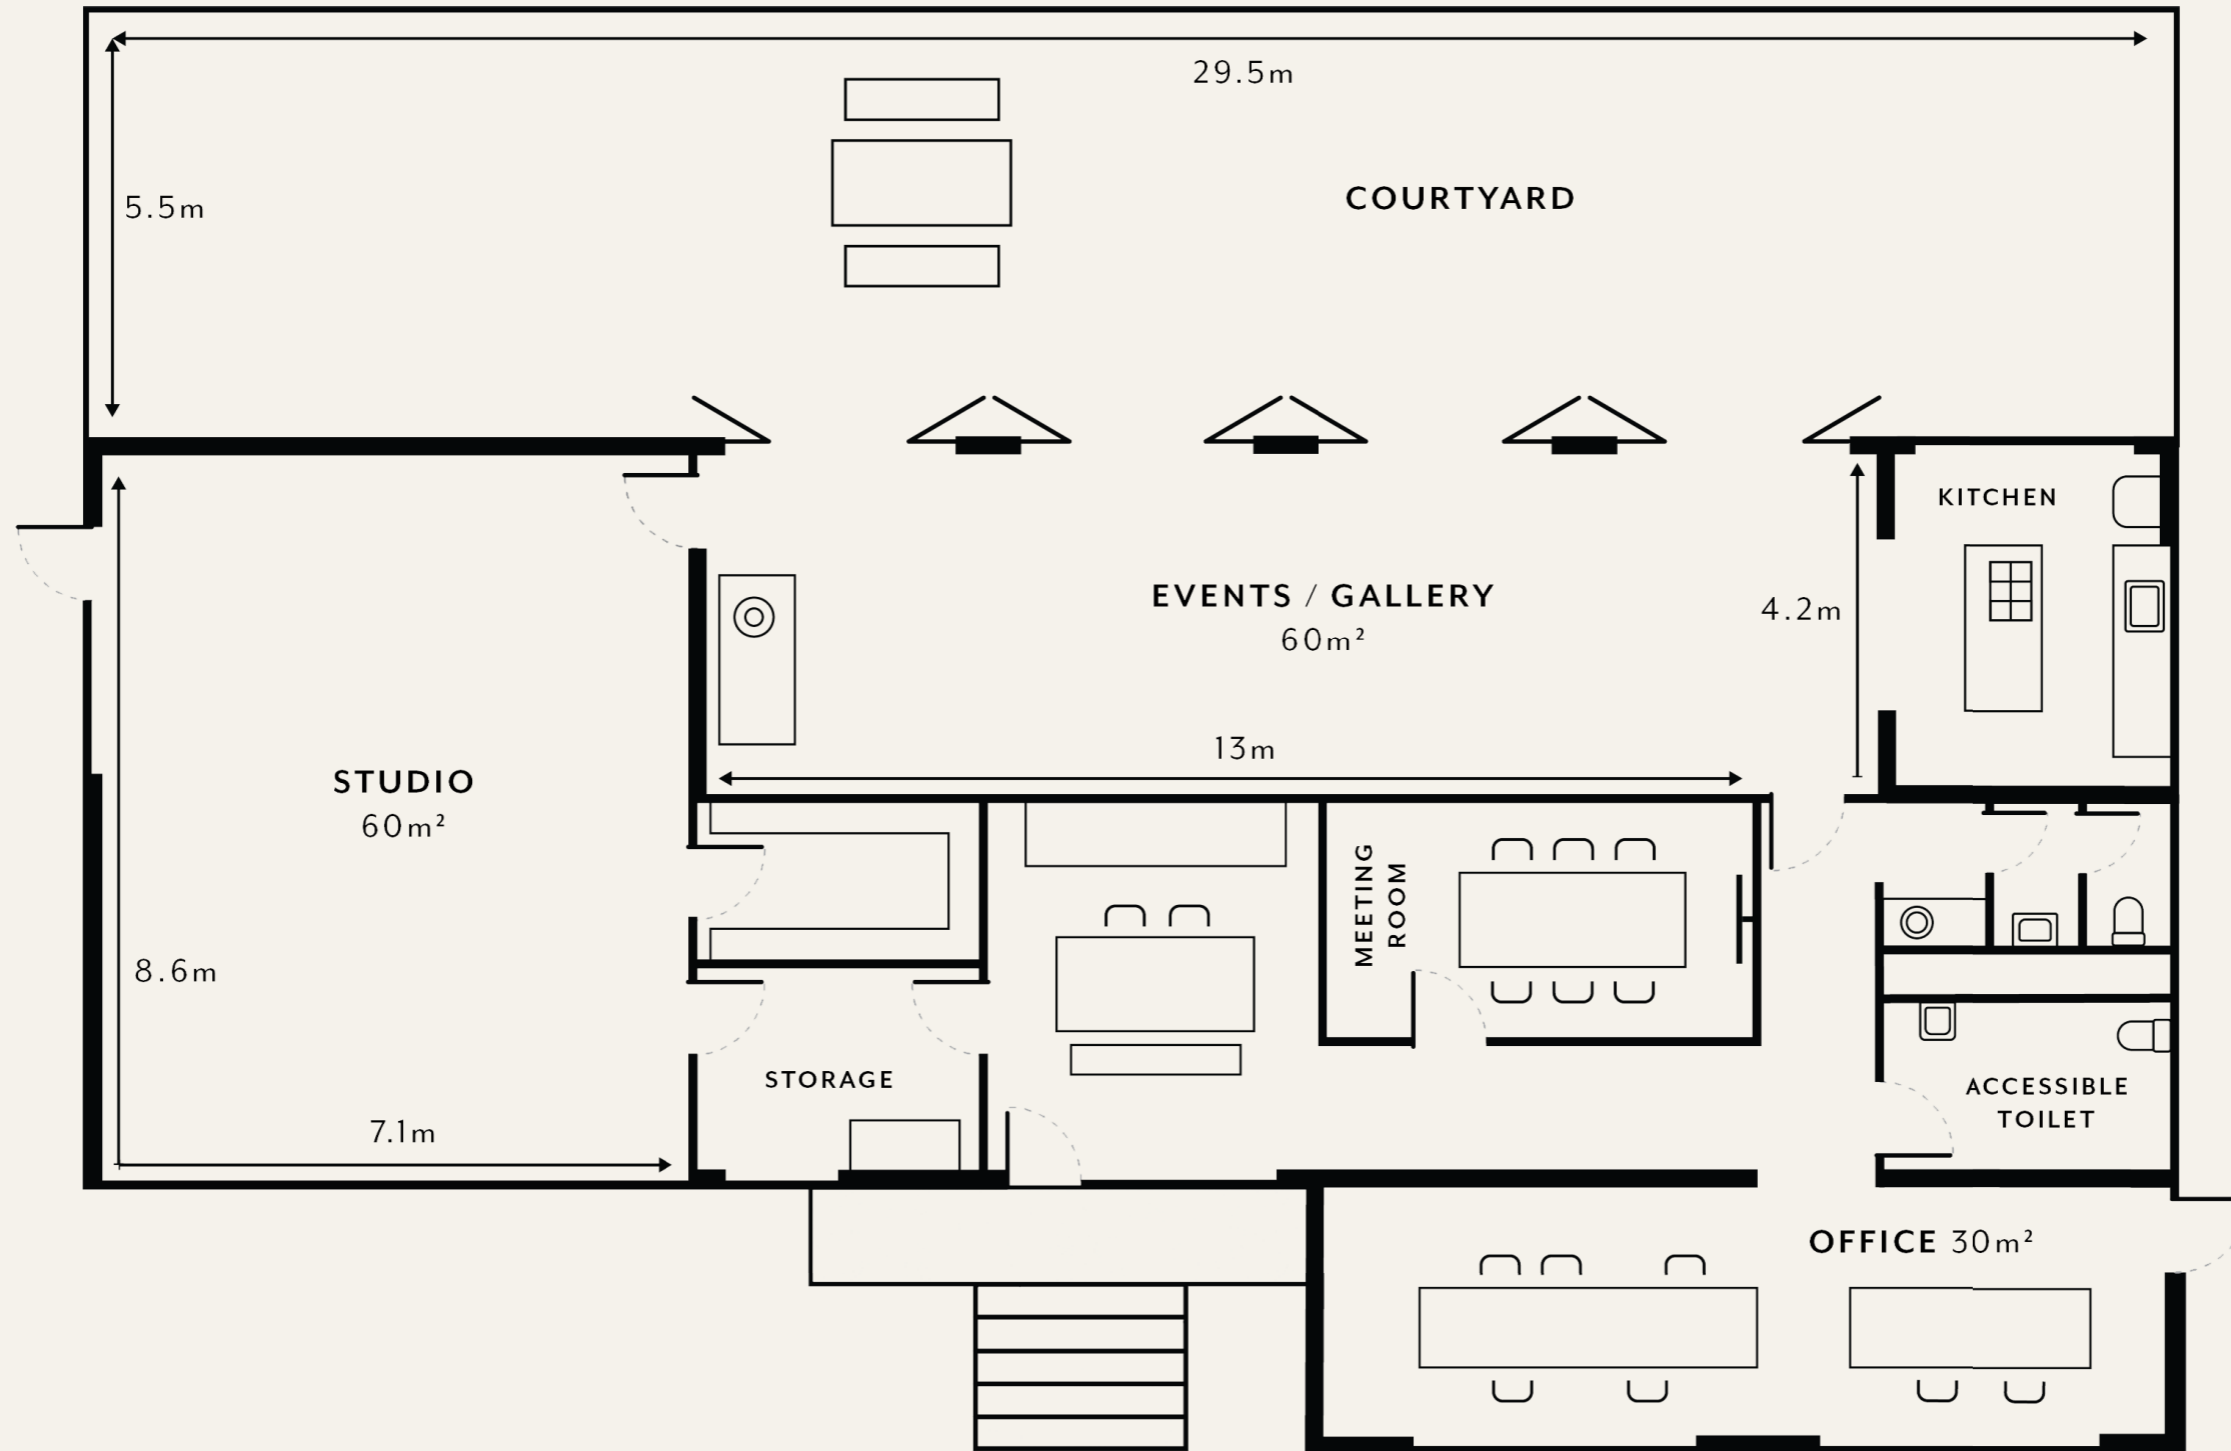 29.5m
5.5m
COURTYARD
KITCHEN
EVENTS / GALLERY
60m²
4.2m
13m
STUDIO
60m²
MEETING
ROOM
8.6m
STORAGE
ACCESSIBLE
TOILET
7.1m
OFFICE 30m²